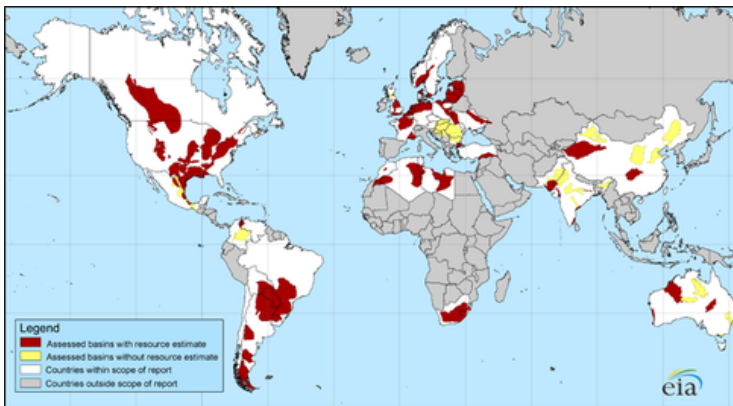 Legend
Assessed basins with resource estimate
Assessed basins without resource estimate
Countries within scope of report
Countries outside scope of report
eia